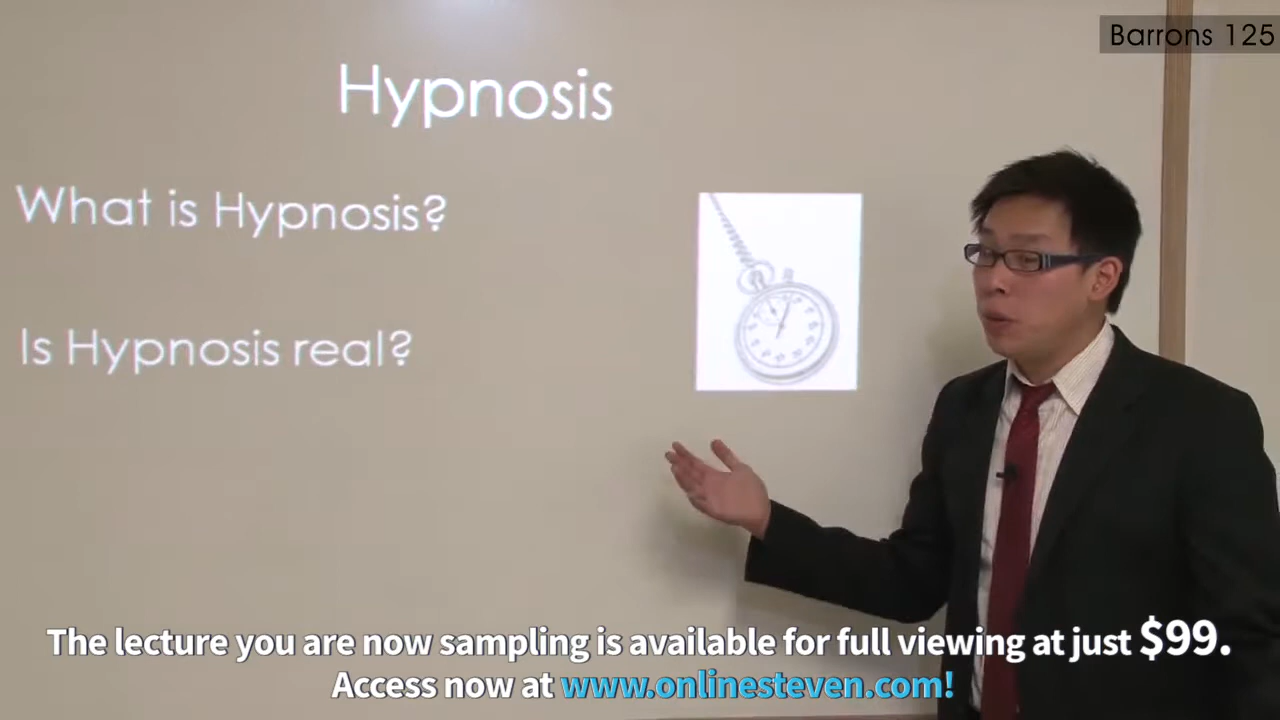 Barrons 125
Hypnosis
What is Hypnosis?
Is Hypnosis real?
The lecture you are now sampling is available for full viewing at just $99.
Access now at www.onlinesteven.com!